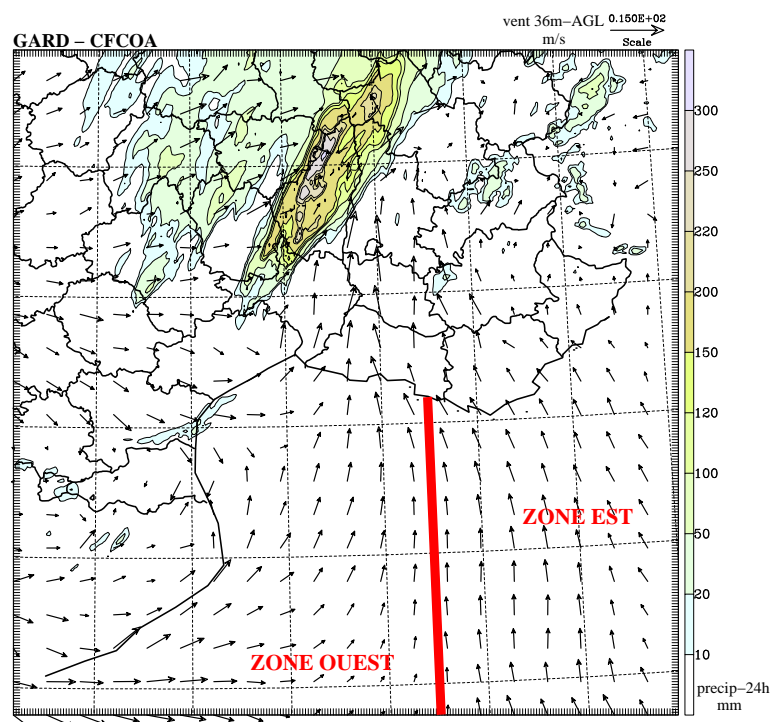 vent 36m–AGL 0.150E+02
m/s Scale
GARD – CFCOA
300
250
220
200
150
120
100
50
20
10
ZONE EST
ZONE OUEST
precip–24h
mm